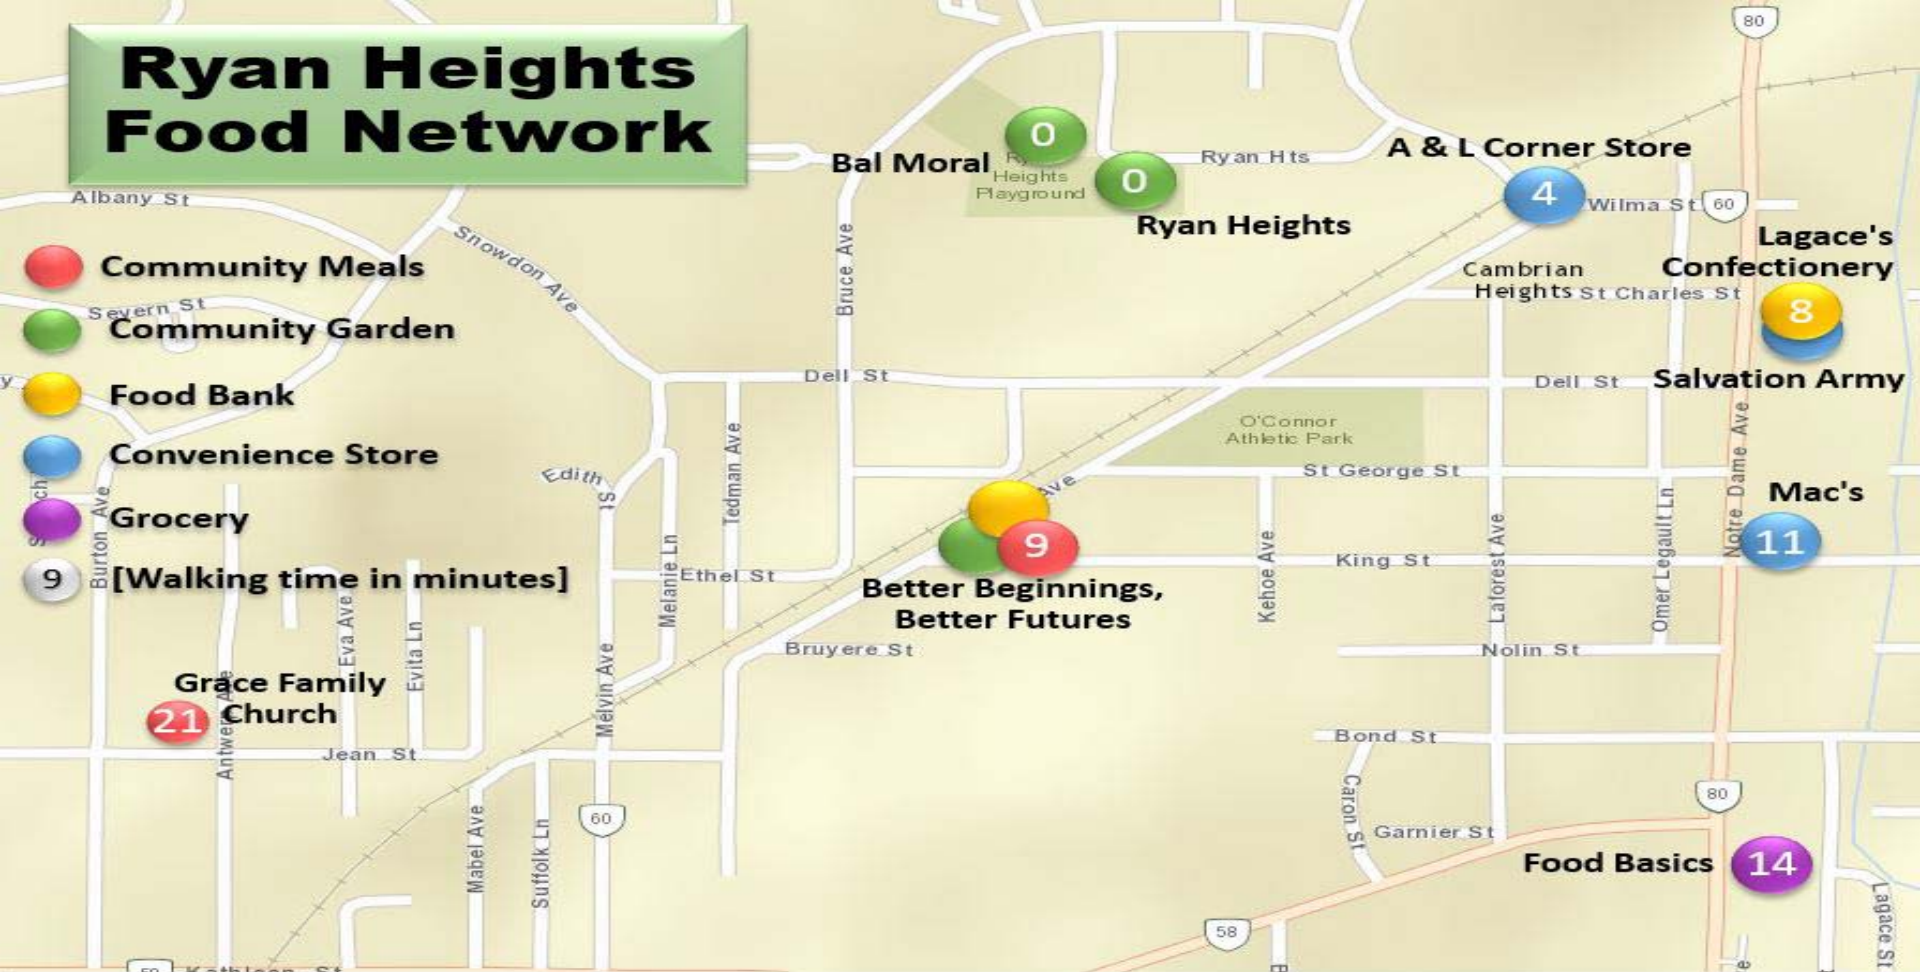 Ryan Heights
Food Network
80
Bal Moral
0
Heights
Playground
0
Ryan Heights
Ryan Hts
A & L Corner Store
4
Wilma St
60
Lagace's
Confectionery
8
Salvation Army
Cambrian
Heights
St Charles St
Albany St
Snowdon Ave
Bruce Ave
Community Meals
Severn St
Community Garden
Food Bank
Convenience Store
Grocery
9
[Walking time in minutes]
Dell St
Dell St
O'Connor
Athletic Park
St George St
Edith St
Tedman Ave
Melanie Ln
Ethel St
Ave
9
Better Beginnings,
Better Futures
Kehoe Ave
King St
Laforest Ave
Omer Legault Ln
Notre Dame Ave
Mac's
11
Burton Ave
Eva Ave
Evita Ln
Melvin Ave
Bruyere St
Nolin St
Grace Family
Church
21
Antwerp Ave
Jean St
Mabel Ave
Suffolk Ln
60
Bond St
Caron St
Garnier St
80
Food Basics
14
58
Lagace St
Kathleen St